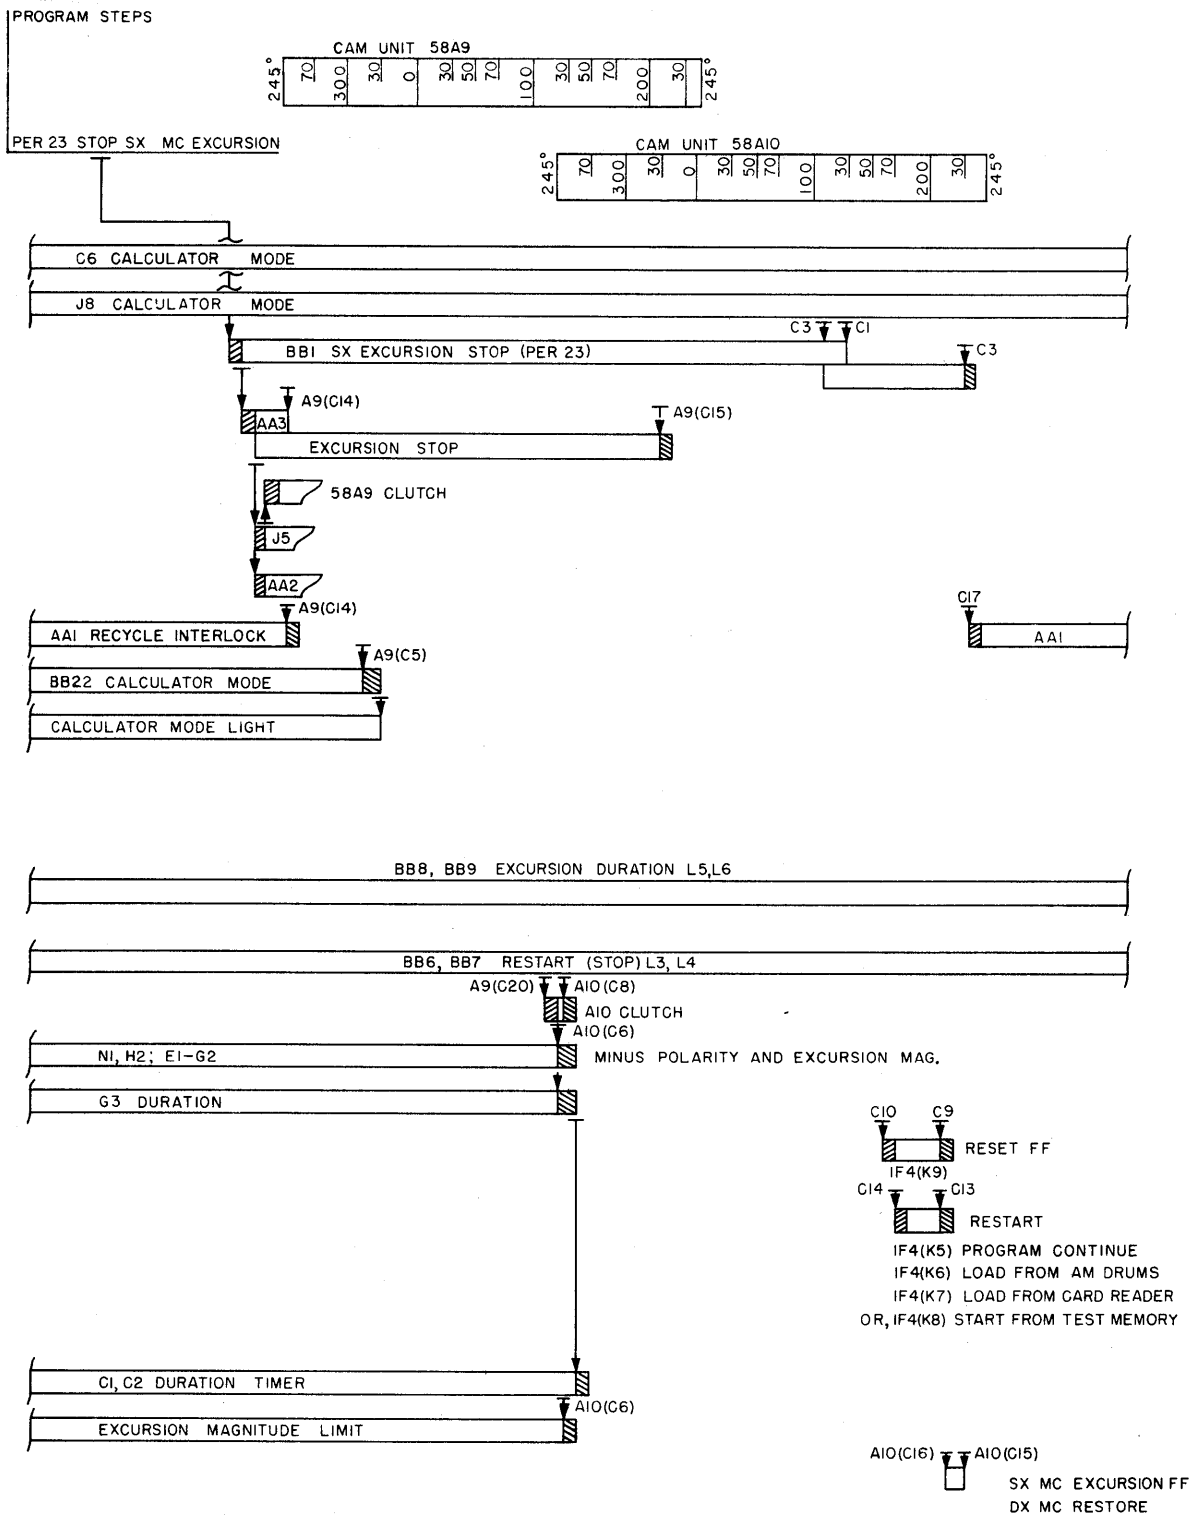 PROGRAM STEPS
CAM UNIT 58A9
245° 70 300 30 0 30 50 70 100 30 50 70 200 30 245°
PER 23 STOP SX MC EXCURSION
CAM UNIT 58A10
245° 70 300 30 0 30 50 70 100 30 50 70 200 30 245°
C6 CALCULATOR MODE
J8 CALCULATOR MODE
C3 C1
BB1 SX EXCURSION STOP (PER 23)
C3
A9(C14)
AA3
A9(C15)
EXCURSION STOP
58A9 CLUTCH
J5
AA2
A9(C14)
C17
AA1 RECYCLE INTERLOCK
AA1
A9(C5)
BB22 CALCULATOR MODE
CALCULATOR MODE LIGHT
BB8, BB9 EXCURSION DURATION L5,L6
BB6, BB7 RESTART (STOP) L3, L4
A9(C20) A10(C8)
A10 CLUTCH
A10(C6)
N1, H2; E1-G2
MINUS POLARITY AND EXCURSION MAG.
G3 DURATION
C10 C9
RESET FF
IF4(K9)
C14 C13
RESTART
IF4(K5) PROGRAM CONTINUE
IF4(K6) LOAD FROM AM DRUMS
IF4(K7) LOAD FROM CARD READER
OR, IF4(K8) START FROM TEST MEMORY
C1, C2 DURATION TIMER
A10(C6)
EXCURSION MAGNITUDE LIMIT
A10(C16) A10(C15)
SX MC EXCURSION FF
DX MC RESTORE